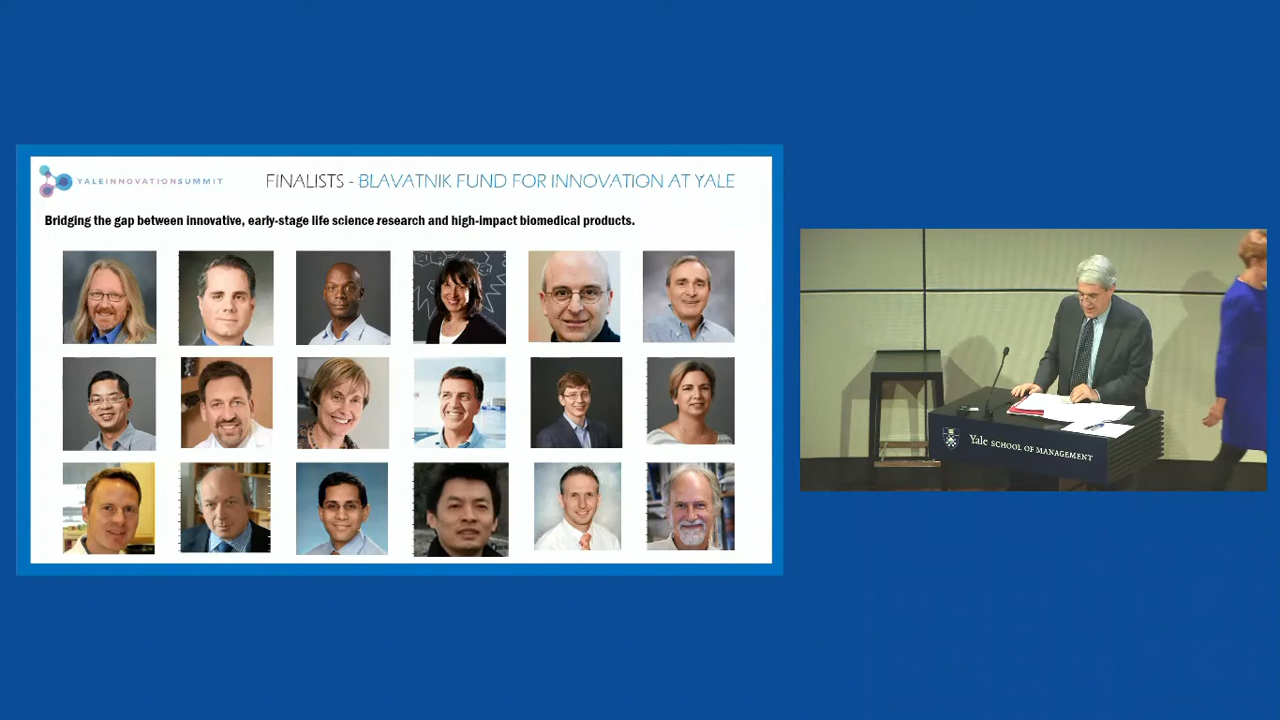 YALEINNOVATIONSUMMIT
FINALISTS - BLAVATNIK FUND FOR INNOVATION AT YALE
Bridging the gap between innovative, early-stage life science research and high-impact biomedical products.
Yale SCHOOL OF MANAGEMENT